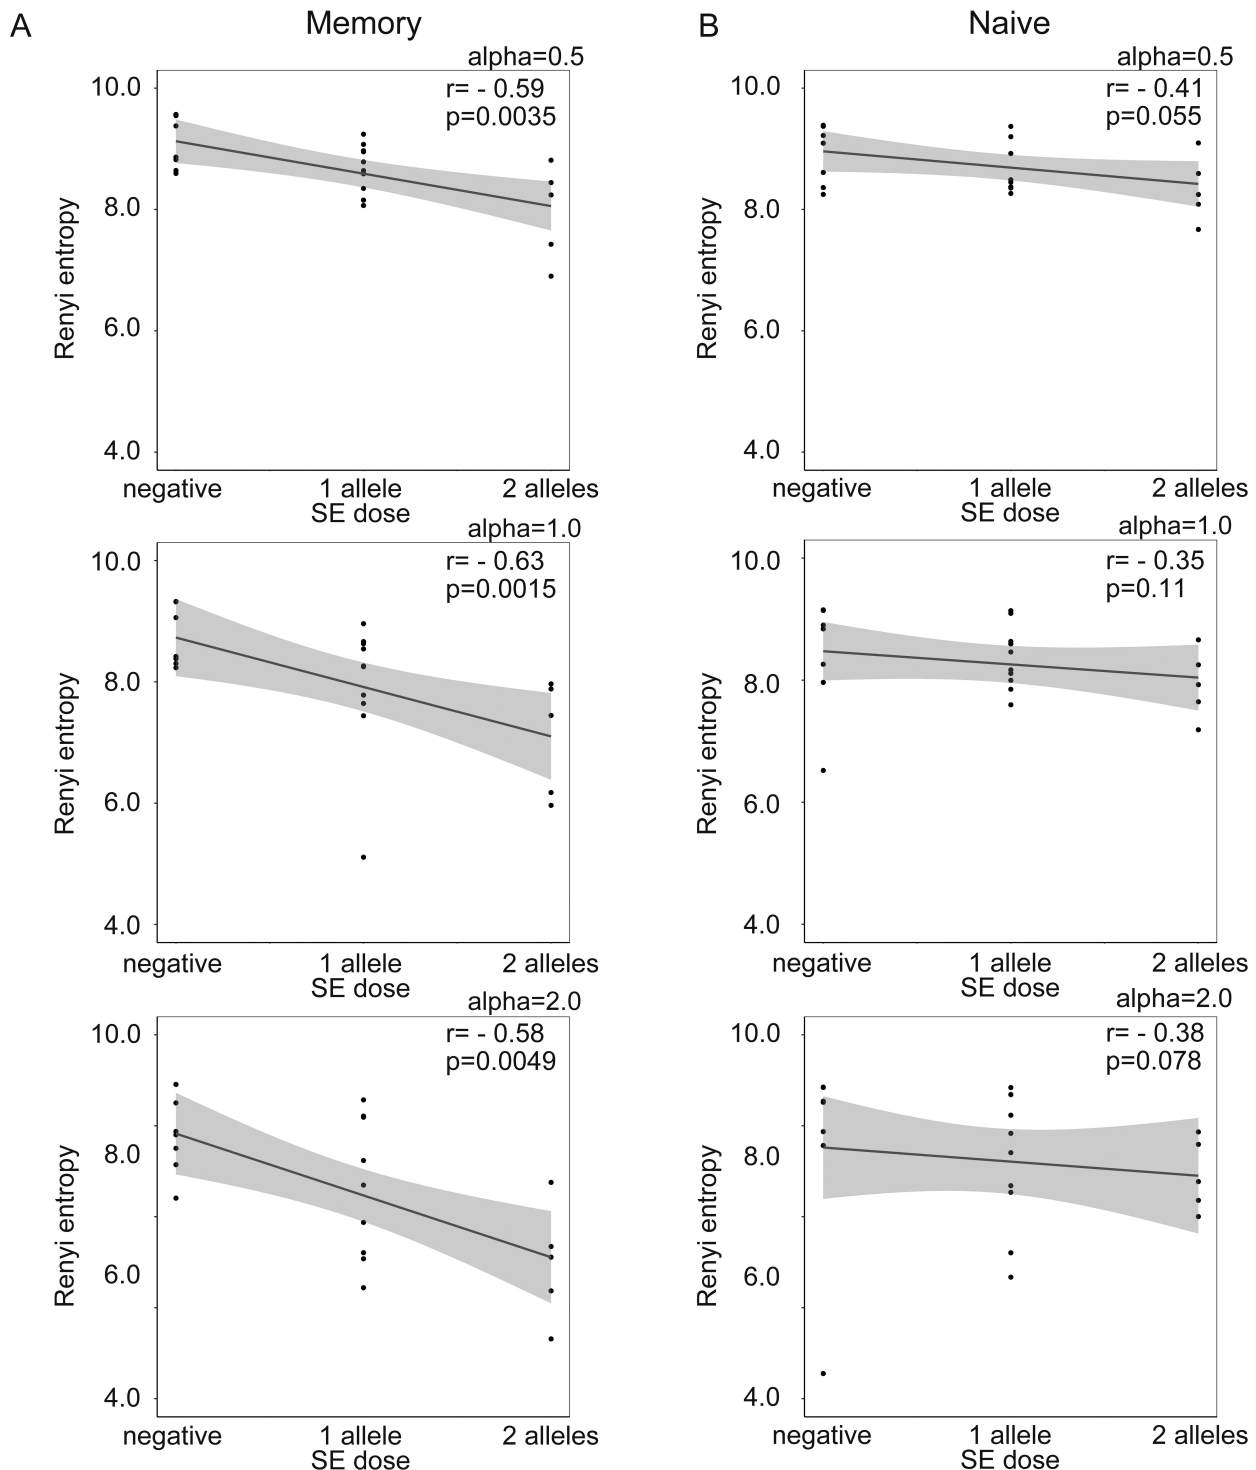 A
Memory
alpha=0.5
r= - 0.59
p=0.0035
10.0
8.0
6.0
4.0
Renyi entropy
negative
1 allele
2 alleles
SE dose
alpha=1.0
r= - 0.63
p=0.0015
10.0
8.0
6.0
4.0
Renyi entropy
negative
1 allele
2 alleles
SE dose
alpha=2.0
r= - 0.58
p=0.0049
10.0
8.0
6.0
4.0
Renyi entropy
negative
1 allele
2 alleles
SE dose
B
Naive
alpha=0.5
r= - 0.41
p=0.055
10.0
8.0
6.0
4.0
Renyi entropy
negative
1 allele
2 alleles
SE dose
alpha=1.0
r= - 0.35
p=0.11
10.0
8.0
6.0
4.0
Renyi entropy
negative
1 allele
2 alleles
SE dose
alpha=2.0
r= - 0.38
p=0.078
10.0
8.0
6.0
4.0
Renyi entropy
negative
1 allele
2 alleles
SE dose